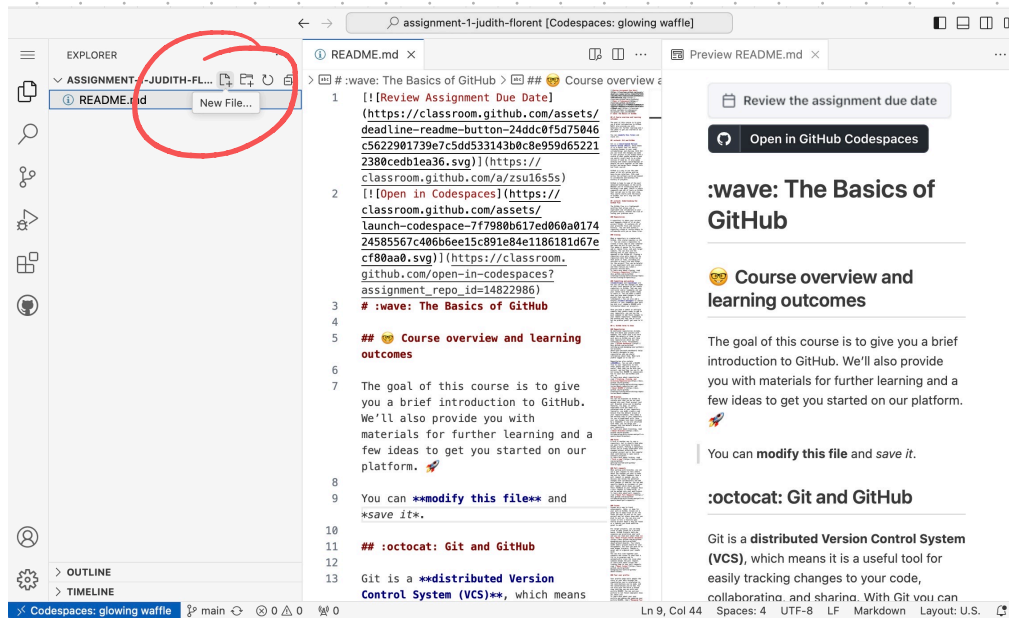 assignment-1-judith-florent [Codespaces: glowing waffle]
EXPLORER
ASSIGNMENT-1-JUDITH-FL...
New File...
README.md
README.md
# :wave: The Basics of GitHub > ## 🤓 Course overview a
1 [![Review Assignment Due Date]
(https://classroom.github.com/assets/
deadline-readme-button-24ddc0f5d75046
c5622901739e7c5dd533143b0c8e959d65221
2380cedb1ea36.svg)](https://
classroom.github.com/a/zsu16s5s)
2 [![Open in Codespaces](https://
classroom.github.com/assets/
launch-codespace-7f7980b617ed060a0174
24585567c406b6ee15c891e84e1186181d67e
cf80aa0.svg)](https://classroom.
github.com/open-in-codespaces?
assignment_repo_id=14822986)
3 # :wave: The Basics of GitHub
4
5 ## 🤓 Course overview and learning
outcomes
6
7 The goal of this course is to give
you a brief introduction to GitHub.
We’ll also provide you with
materials for further learning and a
few ideas to get you started on our
platform. 🚀
8
9 You can **modify this file** and
*save it*.
10
11 ## :octocat: Git and GitHub
12
13 Git is a **distributed Version
Control System (VCS)**, which means
Preview README.md
Review the assignment due date
Open in GitHub Codespaces
:wave: The Basics of
GitHub
🤓 Course overview and
learning outcomes
The goal of this course is to give you a brief
introduction to GitHub. We’ll also provide
you with materials for further learning and a
few ideas to get you started on our platform.
🚀
You can modify this file and save it.
:octocat: Git and GitHub
Git is a distributed Version Control System
(VCS), which means it is a useful tool for
easily tracking changes to your code,
collaborating, and sharing. With Git you can
OUTLINE
TIMELINE
Codespaces: glowing waffle
main
0 0
0
Ln 9, Col 44
Spaces: 4
UTF-8
LF
Markdown
Layout: U.S.